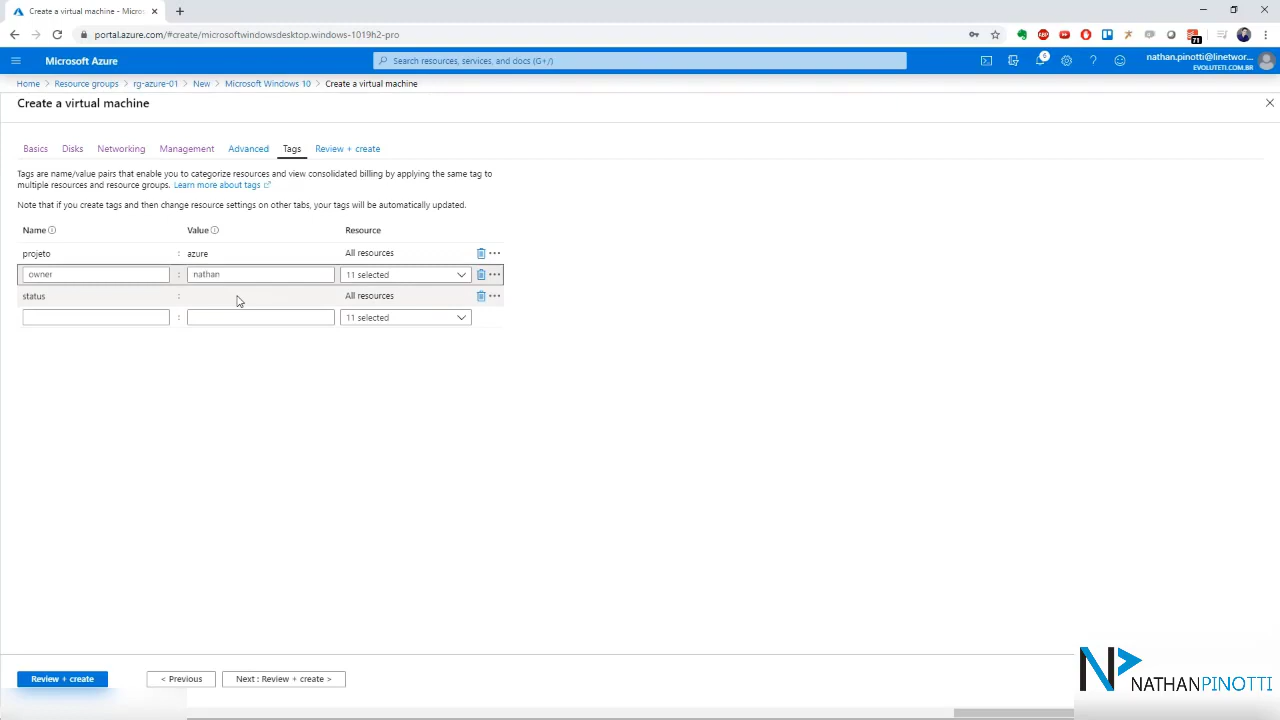 Create a virtual machine - Micros
portal.azure.com/#create/microsoftwindowsdesktop.windows-1019h2-pro
71
Microsoft Azure
Search resources, services, and docs (G+/)
6
nathan.pinotti@linetwor...
EVOLUTETI.COM.BR
Home > Resource groups > rg-azure-01 > New > Microsoft Windows 10 > Create a virtual machine
Create a virtual machine
Basics Disks Networking Management Advanced Tags Review + create
Tags are name/value pairs that enable you to categorize resources and view consolidated billing by applying the same tag to
multiple resources and resource groups. Learn more about tags
Note that if you create tags and then change resource settings on other tabs, your tags will be automatically updated.
Name Value Resource
projeto : azure All resources
owner : nathan 11 selected
status : All resources
: 11 selected
Review + create < Previous Next : Review + create >
NATHANPINOTTI